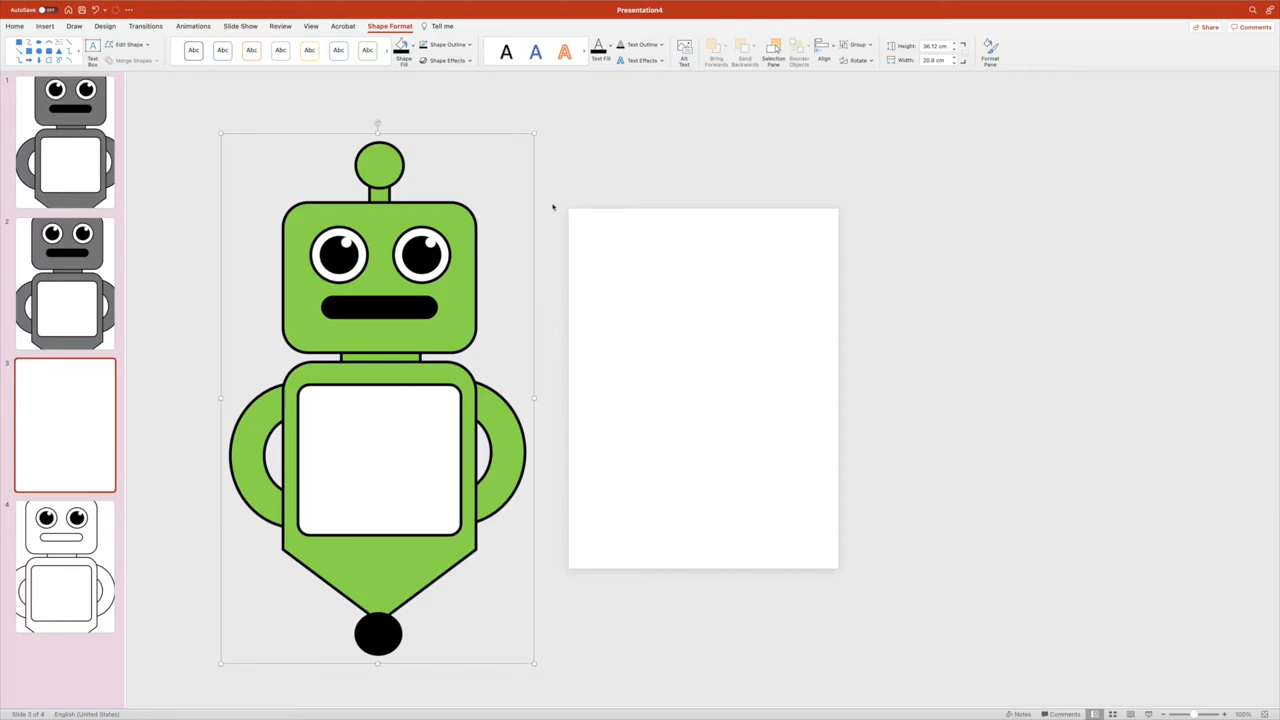 AutoSave OFF Presentation4
Home Insert Draw Design Transitions Animations Slide Show Review View Acrobat Shape Format Tell me Share Comments
Text Box
Edit Shape
Merge Shapes
Abc Abc Abc Abc Abc Abc Abc
Shape Fill
Shape Outline
Shape Effects
A A A
Text Fill
Text Outline
Text Effects
Alt Text
Bring Forwards
Send Backwards
Selection Pane
Reorder Objects
Align
Group
Rotate
Height: 36.12 cm
Width: 20.8 cm
Format Pane
1
2
3
4
Slide 3 of 4 English (United States) Notes Comments 100%